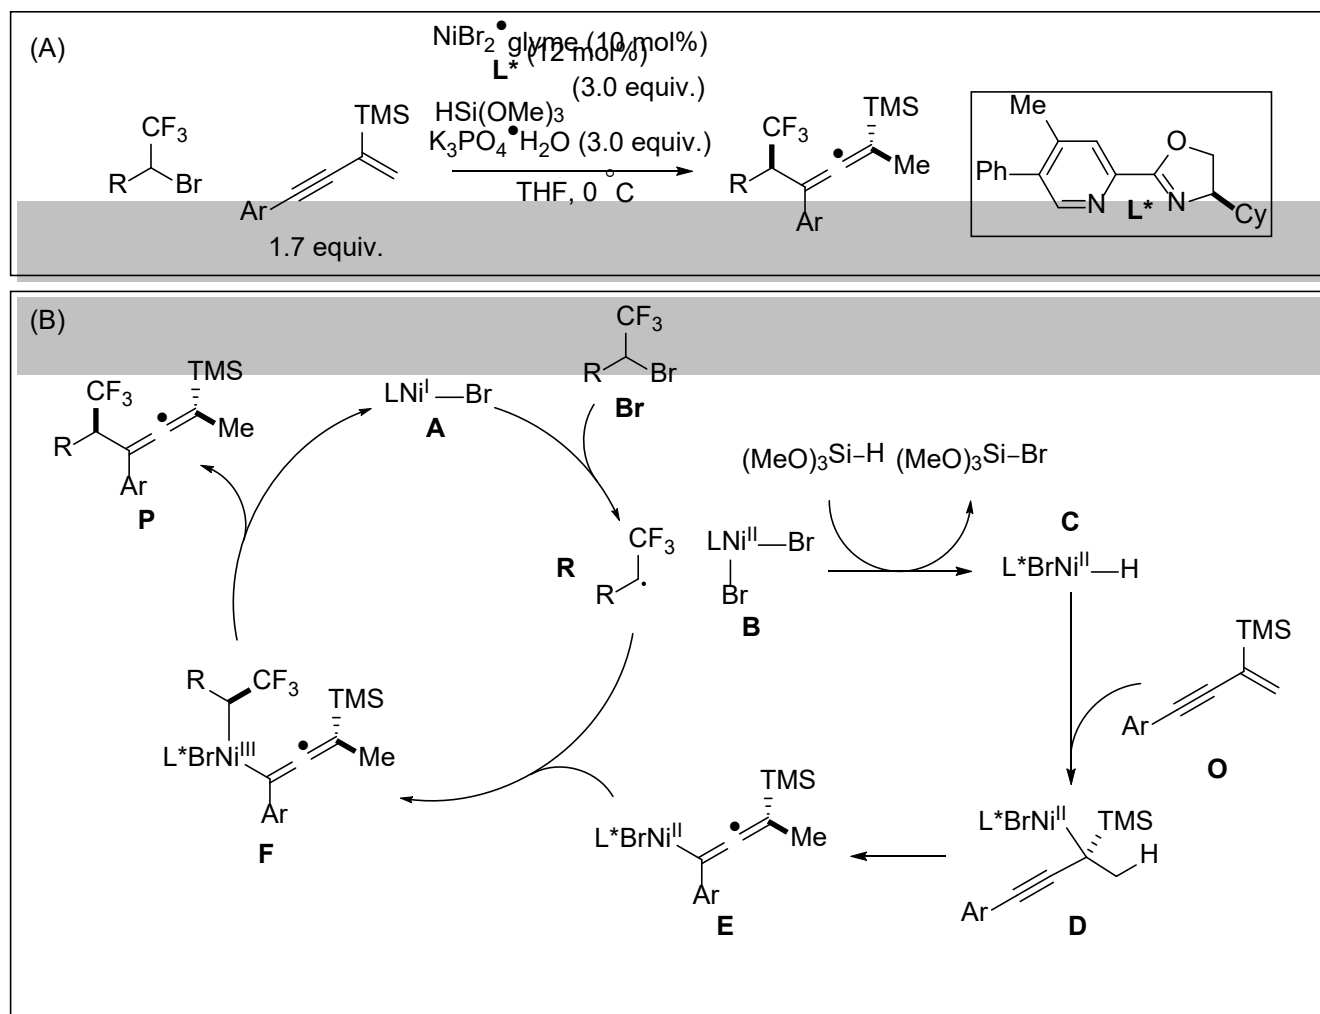 (A)
NiBr2•glyme (10 mol%)
L* (12 mol%)
(3.0 equiv.)
HSi(OMe)3
K3PO4•H2O (3.0 equiv.)
THF, 0 °C
CF3
R
Br
TMS
Ar
1.7 equiv.
CF3
TMS
R
•
Me
Ar
Me
Ph
N
O
N
L*
Cy
(B)
CF3
TMS
R
•
Me
Ar
P
LNiI—Br
A
CF3
R
Br
Br
CF3
R
R
LNiII—Br
Br
B
(MeO)3Si–H
(MeO)3Si–Br
C
L*BrNiII—H
TMS
Ar
O
L*BrNiII
TMS
H
Ar
D
TMS
L*BrNiII
•
Me
Ar
E
R
CF3
TMS
L*BrNiIII
•
Me
Ar
F